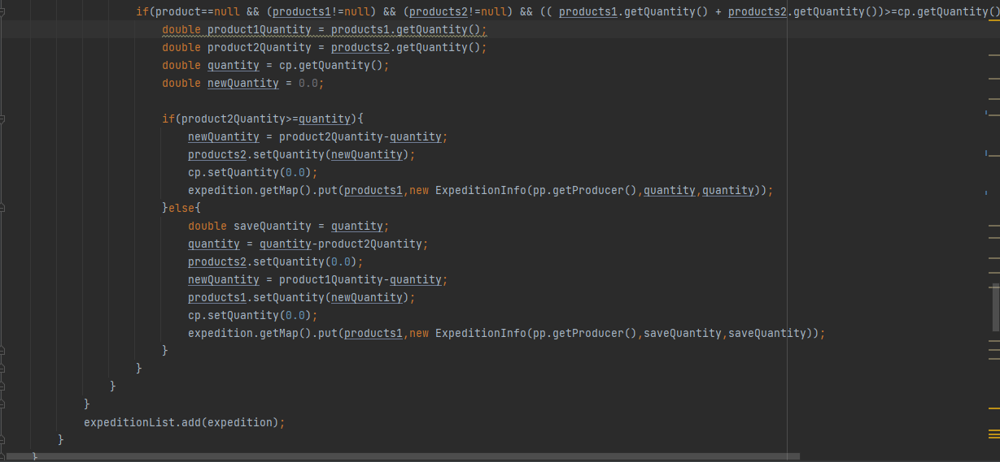 if(product==null && (products1!=null) && (products2!=null) && (( products1.getQuantity() + products2.getQuantity())>=cp.getQuantity()
double product1Quantity = products1.getQuantity();
double product2Quantity = products2.getQuantity();
double quantity = cp.getQuantity();
double newQuantity = 0.0;
if(product2Quantity>=quantity){
newQuantity = product2Quantity-quantity;
products2.setQuantity(newQuantity);
cp.setQuantity(0.0);
expedition.getMap().put(products1,new ExpeditionInfo(pp.getProducer(),quantity,quantity));
}else{
double saveQuantity = quantity;
quantity = quantity-product2Quantity;
products2.setQuantity(0.0);
newQuantity = product1Quantity-quantity;
products1.setQuantity(newQuantity);
cp.setQuantity(0.0);
expedition.getMap().put(products1,new ExpeditionInfo(pp.getProducer(),saveQuantity,saveQuantity));
}
}
}
}
expeditionList.add(expedition);
}
}